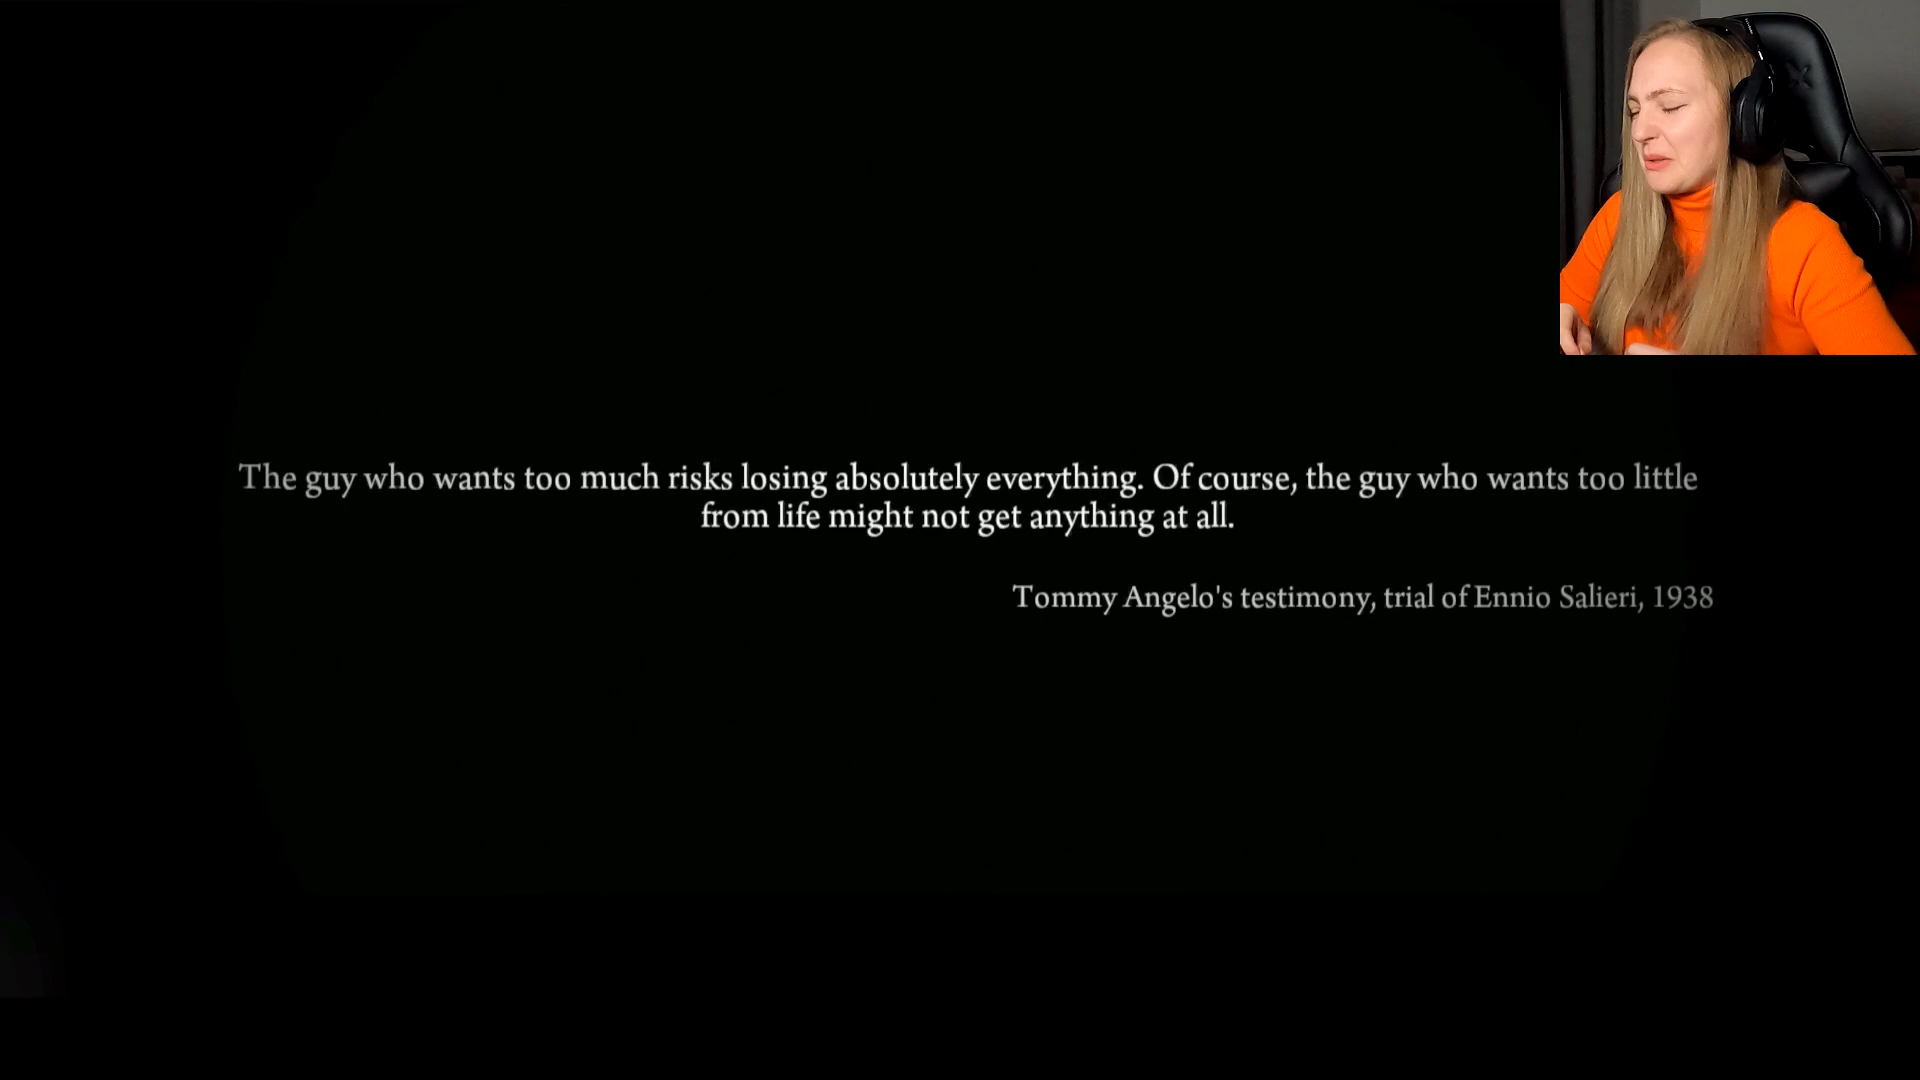 The guy who wants too much risks losing absolutely everything. Of course, the guy who wants too little
from life might not get anything at all.
Tommy Angelo's testimony, trial of Ennio Salieri, 1938